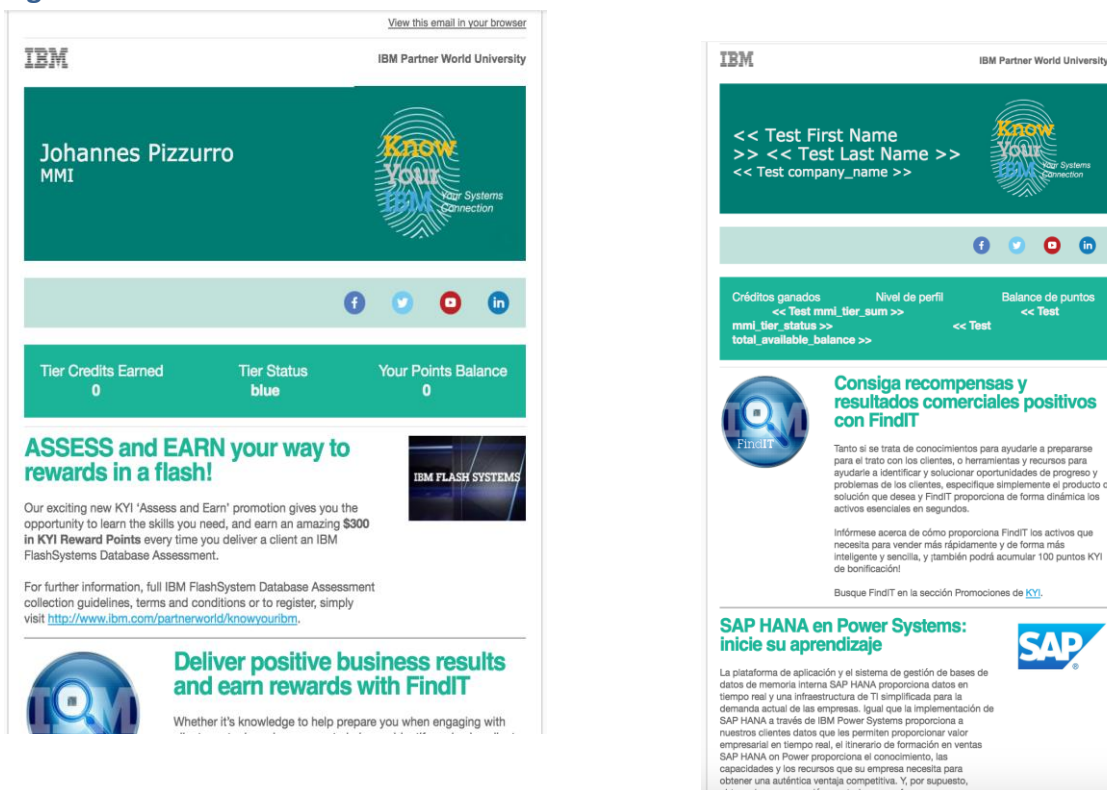 View this email in your browser
IBM
IBM Partner World University
Johannes Pizzurro
MMI
Know
Your
IBM
Your Systems
Connection
Tier Credits Earned
0
Tier Status
blue
Your Points Balance
0
ASSESS and EARN your way to
rewards in a flash!
IBM FLASH SYSTEMS
Our exciting new KYI ‘Assess and Earn’ promotion gives you the
opportunity to learn the skills you need, and earn an amazing $300
in KYI Reward Points every time you deliver a client an IBM
FlashSystems Database Assessment.
For further information, full IBM FlashSystem Database Assessment
collection guidelines, terms and conditions or to register, simply
visit http://www.ibm.com/partnerworld/knowyouribm.
IBM
Deliver positive business results
and earn rewards with FindIT
Whether it's knowledge to help prepare you when engaging with
IBM
IBM Partner World University
<< Test First Name
>> << Test Last Name >>
<< Test company_name >>
Know
Your
IBM
Your Systems
Connection
Créditos ganados Nivel de perfil Balance de puntos
<< Test mmi_tier_sum >> << Test
mmi_tier_status >> << Test
total_available_balance >>
IBM
FindIT
Consiga recompensas y
resultados comerciales positivos
con FindIT
Tanto si se trata de conocimientos para ayudarle a prepararse
para el trato con los clientes, o herramientas y recursos para
ayudarle a identificar y solucionar oportunidades de progreso y
problemas de los clientes, especifique simplemente el producto o
solución que desea y FindIT proporciona de forma dinámica los
activos esenciales en segundos.
Infórmese acerca de cómo proporciona FindIT los activos que
necesita para vender más rápidamente y de forma más
inteligente y sencilla, y ¡también podrá acumular 100 puntos KYI
de bonificación!
Busque FindIT en la sección Promociones de KYI.
SAP HANA en Power Systems:
inicie su aprendizaje
SAP
La plataforma de aplicación y el sistema de gestión de bases de
datos de memoria interna SAP HANA proporciona datos en
tiempo real y una infraestructura de TI simplificada para la
demanda actual de las empresas. Igual que la implementación de
SAP HANA a través de IBM Power Systems proporciona a
nuestros clientes datos que les permiten proporcionar valor
empresarial en tiempo real, el itinerario de formación en ventas
SAP HANA on Power proporciona el conocimiento, las
capacidades y los recursos que su empresa necesita para
obtener una auténtica ventaja competitiva. Y, por supuesto,